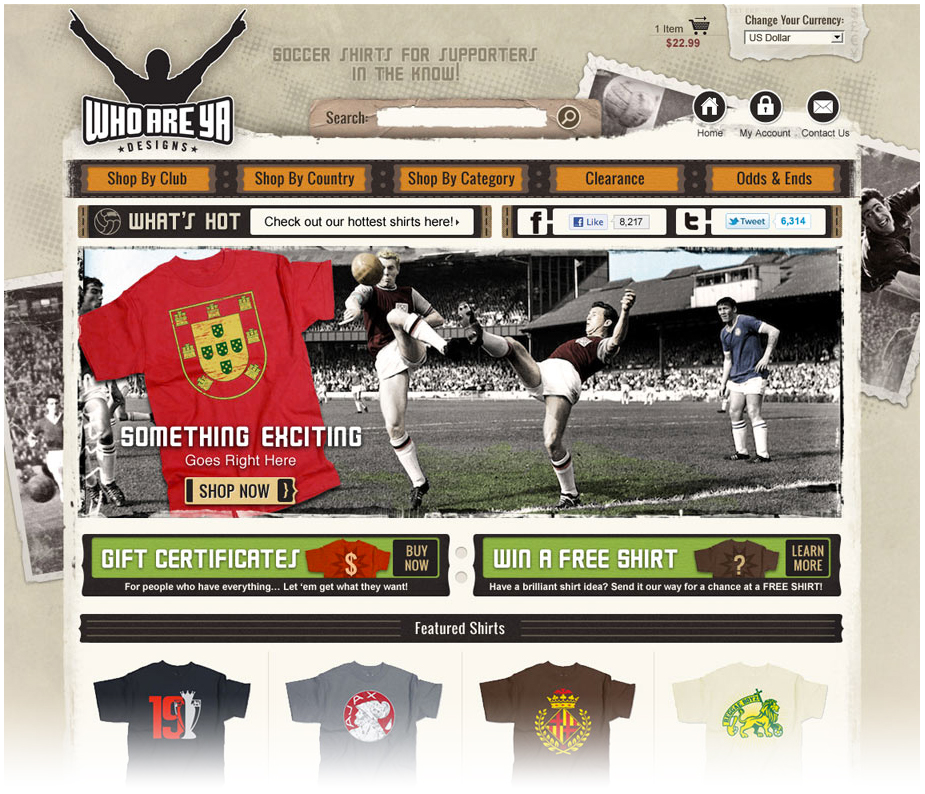 1 Item
$22.99
Change Your Currency:
US Dollar
SOCCER SHIRTS FOR SUPPORTERS
IN THE KNOW!
WHO ARE YA
DESIGNS
Search:
Home
My Account
Contact Us
Shop By Club
Shop By Country
Shop By Category
Clearance
Odds & Ends
WHAT'S HOT
Check out our hottest shirts here!
f
Like
8,217
t
Tweet
6,314
SOMETHING EXCITING
Goes Right Here
SHOP NOW
GIFT CERTIFICATES
$
BUY
NOW
For people who have everything... Let 'em get what they want!
WIN A FREE SHIRT
?
LEARN
MORE
Have a brilliant shirt idea? Send it our way for a chance at a FREE SHIRT!
Featured Shirts
19
AJAX
REGGAE BOYZ